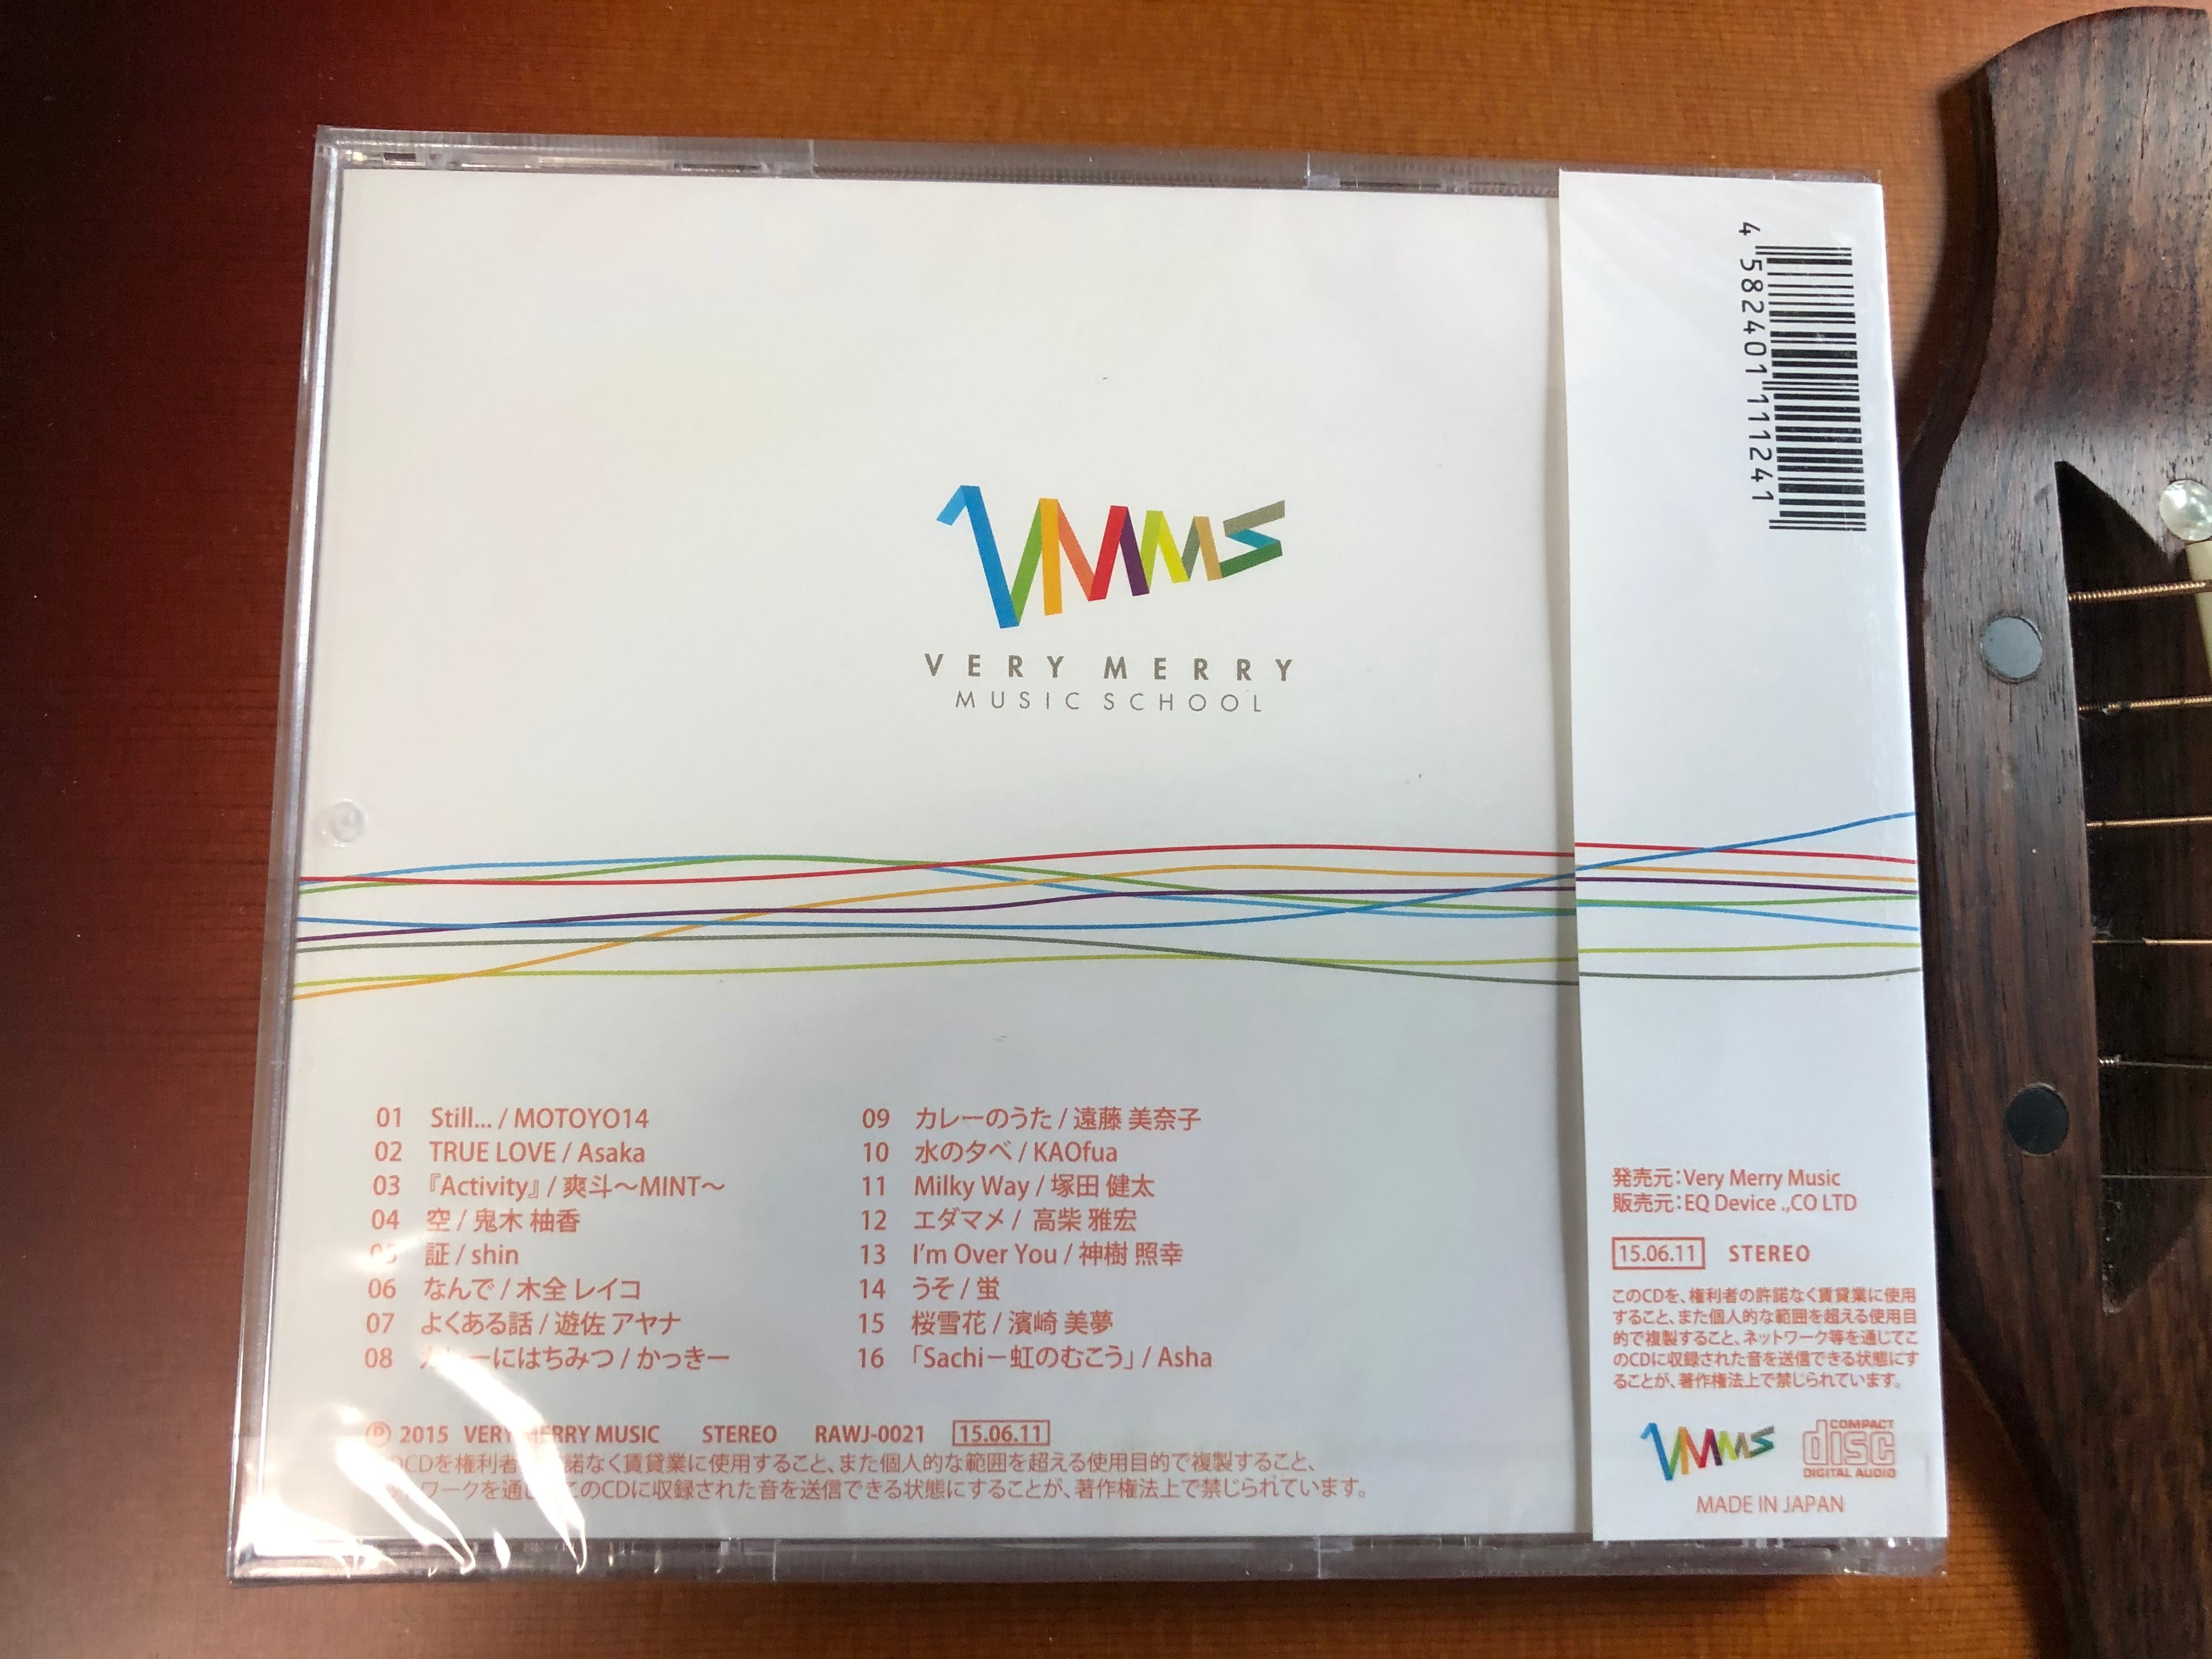 VMMS
VERY MERRY
MUSIC SCHOOL
01 Still... / MOTOYO14
02 TRUE LOVE / Asaka
03 『Activity』 / 爽斗〜MINT〜
04 空 / 鬼木 柚香
証 / shin
06 なんで / 木全 レイコ
07 よくある話 / 遊佐 アヤナ
08 にはちみつ / かっきー
09 カレーのうた / 遠藤 美奈子
10 水の夕べ / KAOfua
11 Milky Way / 塚田 健太
12 エダマメ / 高柴 雅宏
13 I'm Over You / 神樹 照幸
14 うそ / 蛍
15 桜雪花 / 濱崎 美夢
16 「Sachi－虹のむこう」 / Asha
℗ 2015 VERY MERRY MUSIC STEREO RAWJ-0021 15.06.11
CDを権利者 諾なく賃貸業に使用すること、また個人的な範囲を超える使用目的で複製すること、
ワークを通じ このCDに収録された音を送信できる状態にすることが、著作権法上で禁じられています。
4 582401 111241
発売元：Very Merry Music
販売元：EQ Device .,CO LTD
15.06.11 STEREO
このCDを、権利者の許諾なく賃貸業に使用
すること、また個人的な範囲を超える使用目
的で複製すること、ネットワーク等を通じてこ
のCDに収録された音を送信できる状態にす
ることが、著作権法上で禁じられています。
VMMS COMPACT disc DIGITAL AUDIO
MADE IN JAPAN